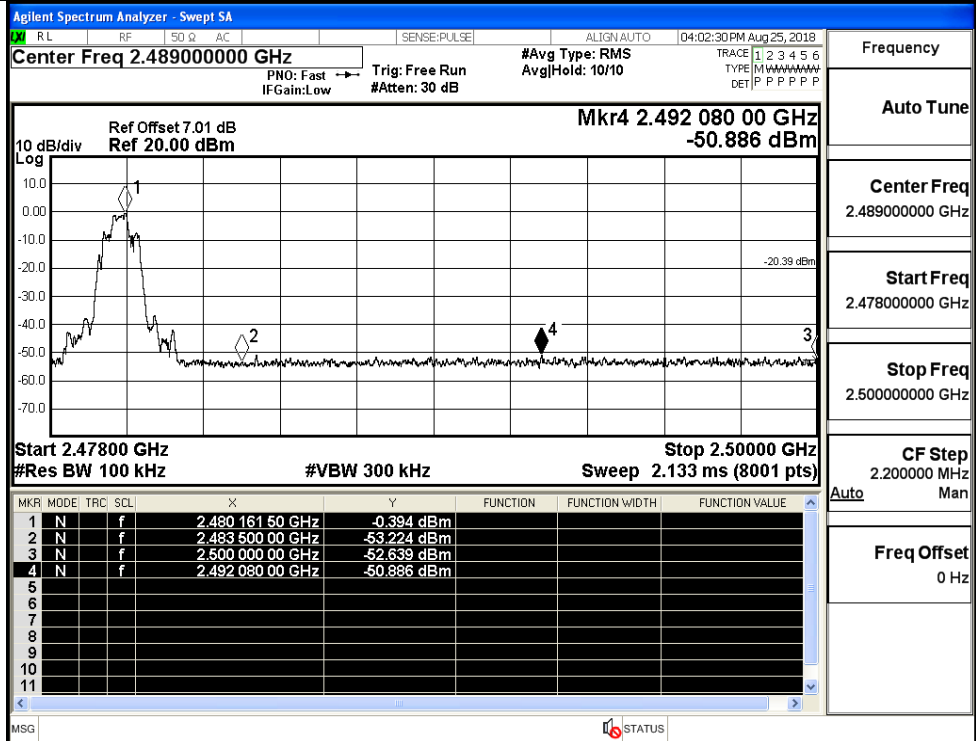 Agilent Spectrum Analyzer - Swept SA
LXI RL RF 50 Ω AC SENSE:PULSE ALIGN AUTO 04:02:30 PM Aug 25, 2018
Center Freq 2.489000000 GHz
PNO: Fast
IFGain:Low
Trig: Free Run
#Atten: 30 dB
#Avg Type: RMS
Avg|Hold: 10/10
TRACE 1 2 3 4 5 6
TYPE M WWWWW
DET P P P P P P
Mkr4 2.492 080 00 GHz
-50.886 dBm
Ref Offset 7.01 dB
10 dB/div Ref 20.00 dBm
Log
10.0
0.00
-10.0
-20.0
-30.0
-40.0
-50.0
-60.0
-70.0
1
2
4
3
-20.39 dBm
Start 2.47800 GHz Stop 2.50000 GHz
#Res BW 100 kHz #VBW 300 kHz Sweep 2.133 ms (8001 pts)
MKR MODE TRC SCL X Y FUNCTION FUNCTION WIDTH FUNCTION VALUE
1 N f 2.480 161 50 GHz -0.394 dBm
2 N f 2.483 500 00 GHz -53.224 dBm
3 N f 2.500 000 00 GHz -52.639 dBm
4 N f 2.492 080 00 GHz -50.886 dBm
5
6
7
8
9
10
11
MSG STATUS
Frequency
Auto Tune
Center Freq
2.489000000 GHz
Start Freq
2.478000000 GHz
Stop Freq
2.500000000 GHz
CF Step
2.200000 MHz
Auto Man
Freq Offset
0 Hz